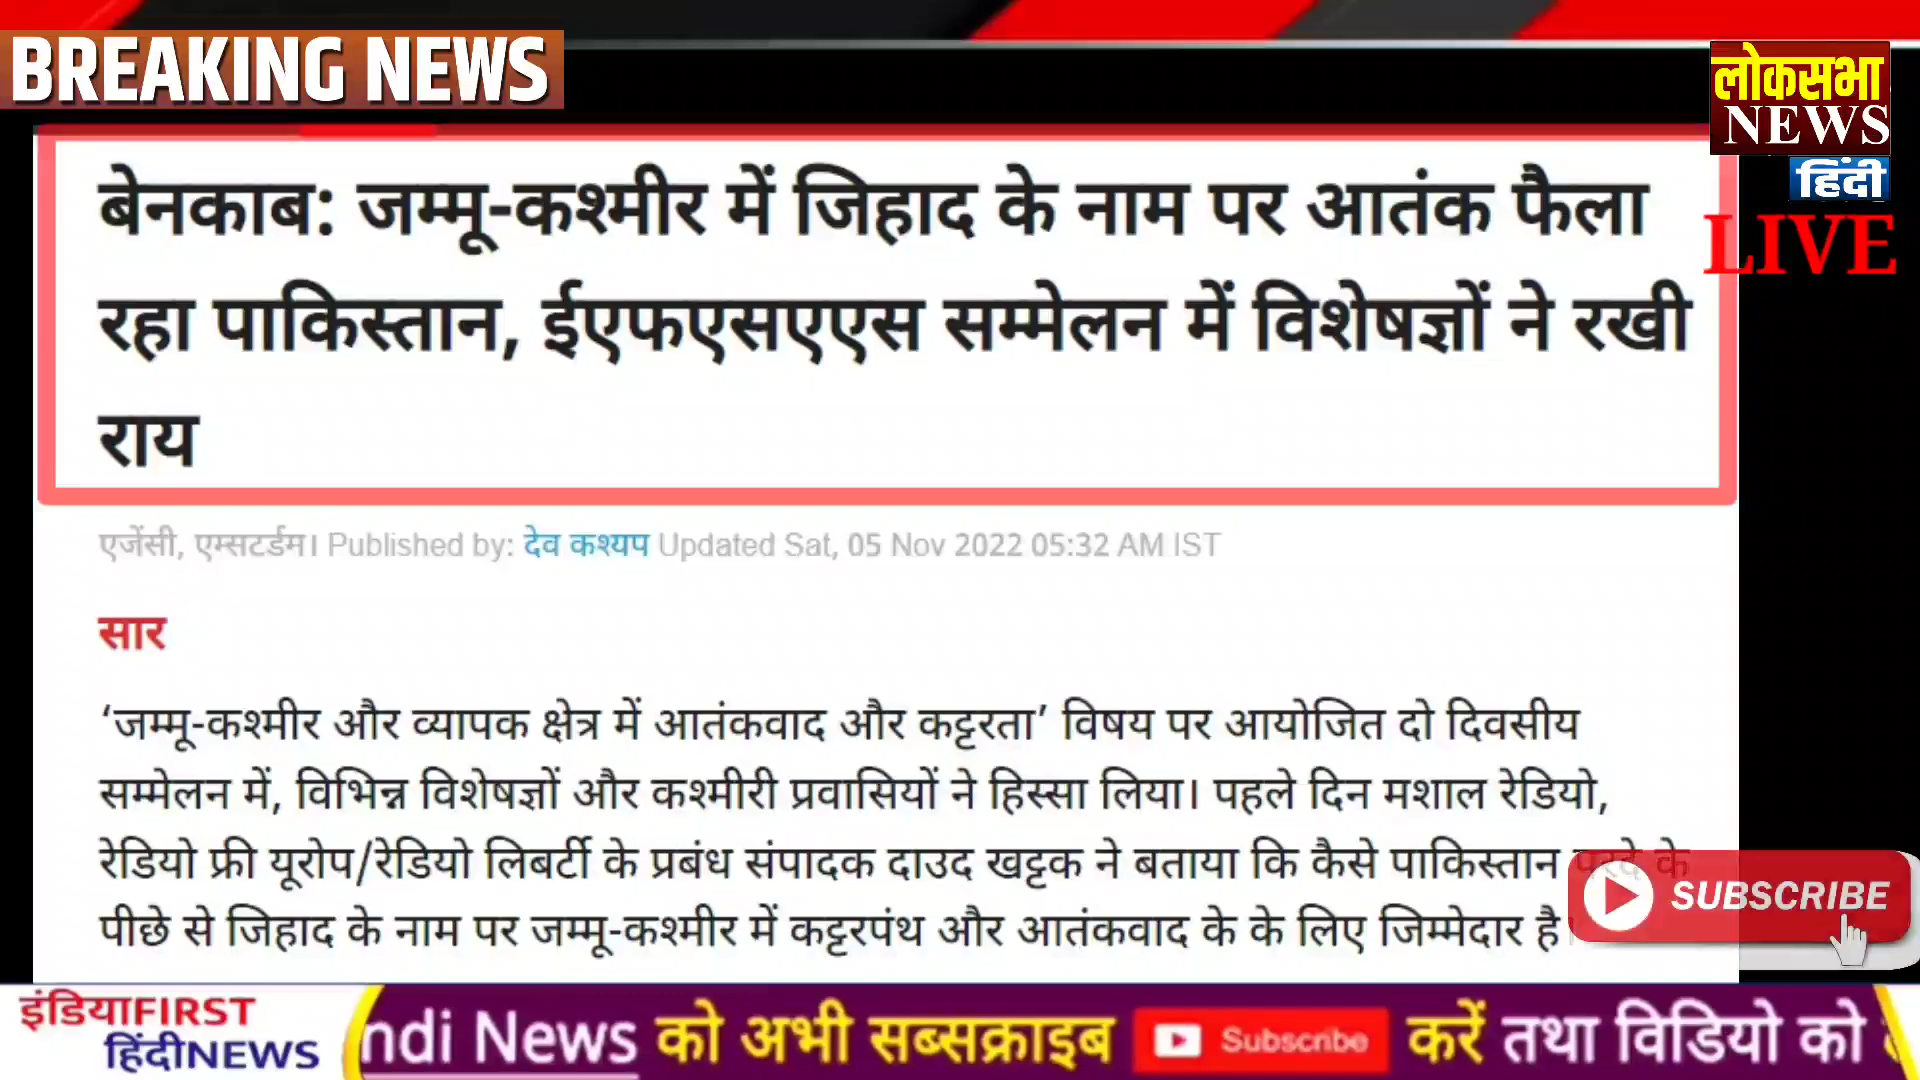 BREAKING NEWS
लोकसभा
NEWS
हिंदी
LIVE
बेनकाब: जम्मू-कश्मीर में जिहाद के नाम पर आतंक फैला
रहा पाकिस्तान, ईएफएसएएस सम्मेलन में विशेषज्ञों ने रखी
राय
एजेंसी, एम्सटर्डम। Published by: देव कश्यप Updated Sat, 05 Nov 2022 05:32 AM IST
सार
‘जम्मू-कश्मीर और व्यापक क्षेत्र में आतंकवाद और कट्टरता’ विषय पर आयोजित दो दिवसीय
सम्मेलन में, विभिन्न विशेषज्ञों और कश्मीरी प्रवासियों ने हिस्सा लिया। पहले दिन मशाल रेडियो,
रेडियो फ्री यूरोप/रेडियो लिबर्टी के प्रबंध संपादक दाउद खट्टक ने बताया कि कैसे पाकिस्तान परदे के
पीछे से जिहाद के नाम पर जम्मू-कश्मीर में कट्टरपंथ और आतंकवाद के के लिए जिम्मेदार है।
SUBSCRIBE
इंडियाFIRST
हिंदीNEWS
ndi News को अभी सब्सक्राइब Subscribe करें तथा विडियो को